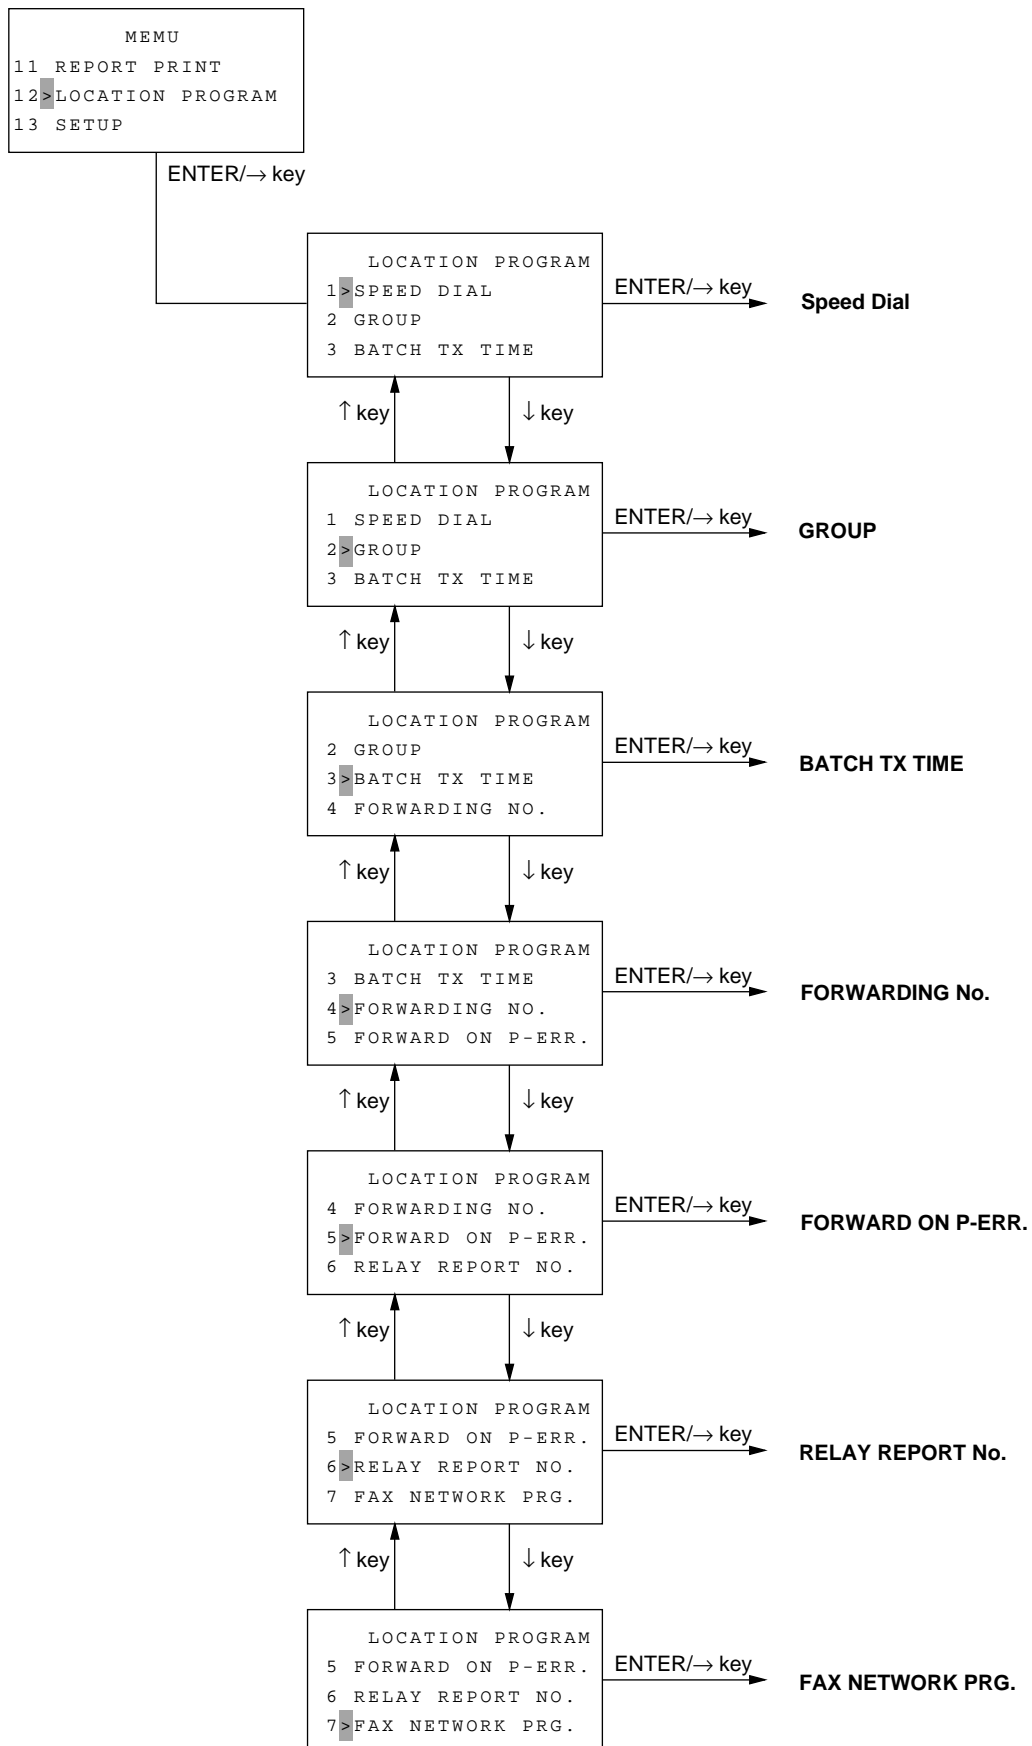 MEMU
11 REPORT PRINT
12>LOCATION PROGRAM
13 SETUP
ENTER/→ key
LOCATION PROGRAM
1>SPEED DIAL
2 GROUP
3 BATCH TX TIME
ENTER/→ key
Speed Dial
↑ key
↓ key
LOCATION PROGRAM
1 SPEED DIAL
2>GROUP
3 BATCH TX TIME
ENTER/→ key
GROUP
↑ key
↓ key
LOCATION PROGRAM
2 GROUP
3>BATCH TX TIME
4 FORWARDING NO.
ENTER/→ key
BATCH TX TIME
↑ key
↓ key
LOCATION PROGRAM
3 BATCH TX TIME
4>FORWARDING NO.
5 FORWARD ON P-ERR.
ENTER/→ key
FORWARDING No.
↑ key
↓ key
LOCATION PROGRAM
4 FORWARDING NO.
5>FORWARD ON P-ERR.
6 RELAY REPORT NO.
ENTER/→ key
FORWARD ON P-ERR.
↑ key
↓ key
LOCATION PROGRAM
5 FORWARD ON P-ERR.
6>RELAY REPORT NO.
7 FAX NETWORK PRG.
ENTER/→ key
RELAY REPORT No.
↑ key
↓ key
LOCATION PROGRAM
5 FORWARD ON P-ERR.
6 RELAY REPORT NO.
7>FAX NETWORK PRG.
ENTER/→ key
FAX NETWORK PRG.